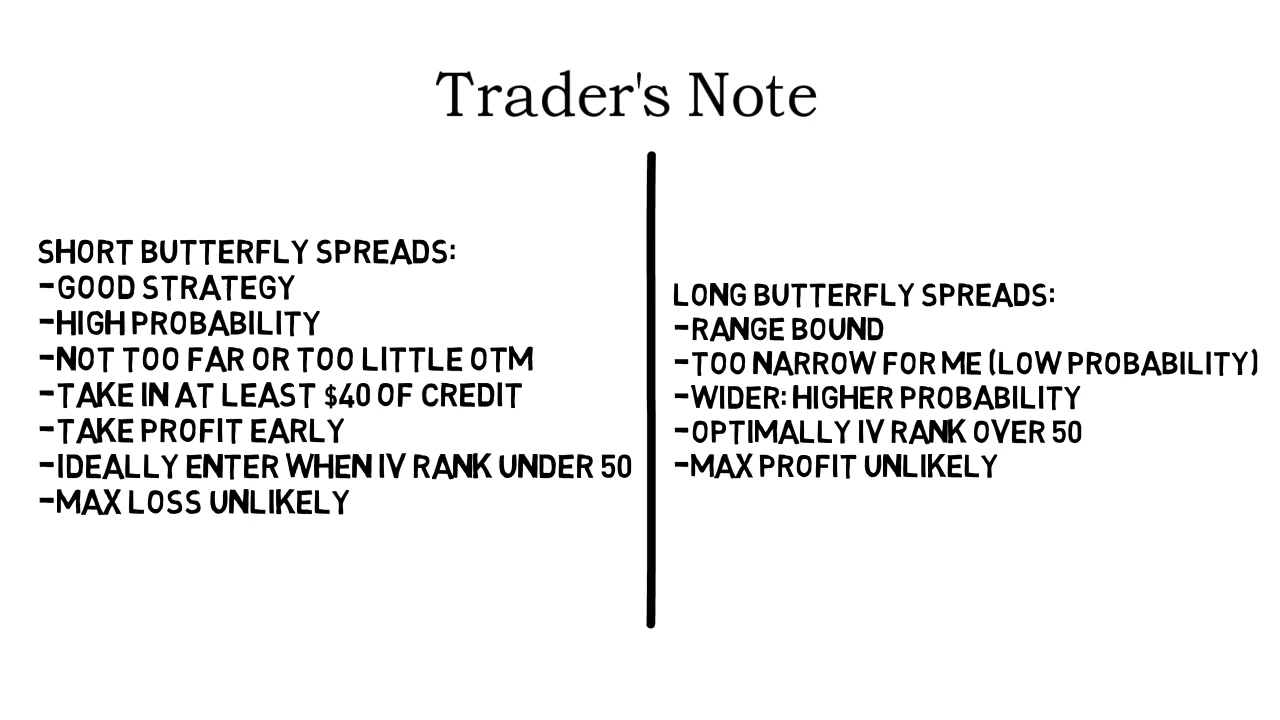 Trader's Note
SHORT BUTTERFLY SPREADS:
-GOOD STRATEGY
-HIGH PROBABILITY
-NOT TOO FAR OR TOO LITTLE OTM
-TAKE IN AT LEAST $40 OF CREDIT
-TAKE PROFIT EARLY
-IDEALLY ENTER WHEN IV RANK UNDER 50
-MAX LOSS UNLIKELY
LONG BUTTERFLY SPREADS:
-RANGE BOUND
-TOO NARROW FOR ME (LOW PROBABILITY)
-WIDER: HIGHER PROBABILITY
-OPTIMALLY IV RANK OVER 50
-MAX PROFIT UNLIKELY